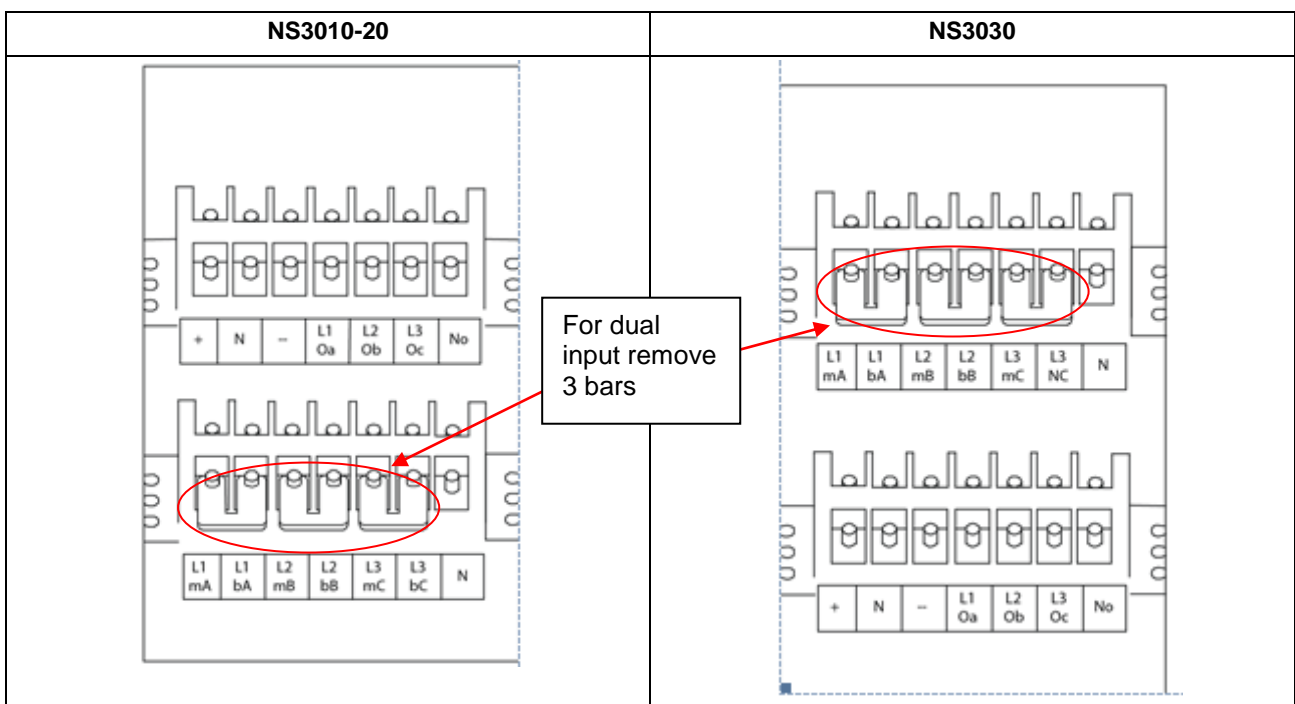 NS3010-20
NS3030
+ N -- L1 Oa L2 Ob L3 Oc No
L1 mA L1 bA L2 mB L2 bB L3 mC L3 bC N
For dual
input remove
3 bars
L1 mA L1 bA L2 mB L2 bB L3 mC L3 NC N
+ N -- L1 Oa L2 Ob L3 Oc No